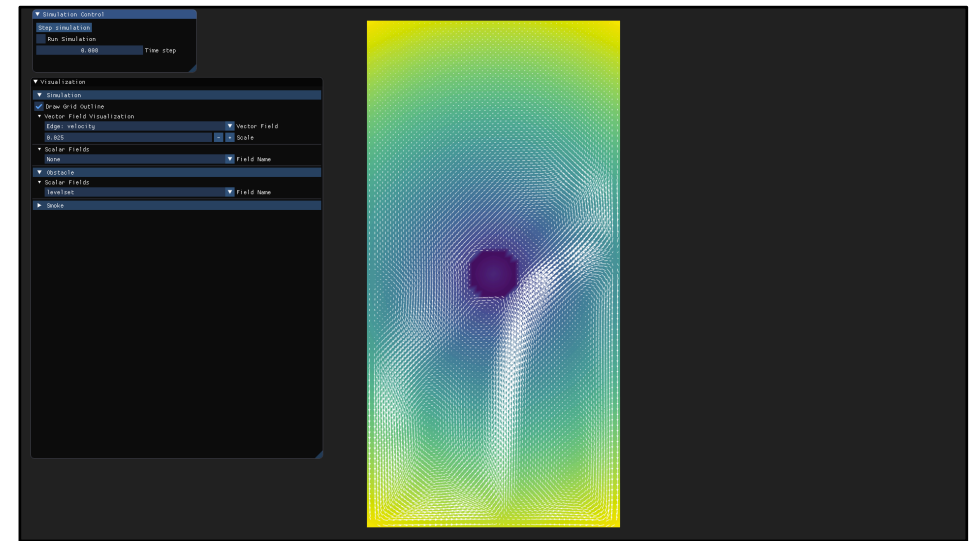 Simulation Control
Step simulation
Run Simulation
0.000 Time step
Visualization
Simulation
Draw Grid Outline
Vector Field Visualization
Edge: velocity Vector Field
0.025 - + Scale
Scalar Fields
None Field Name
Obstacle
Scalar Fields
levelset Field Name
Smoke